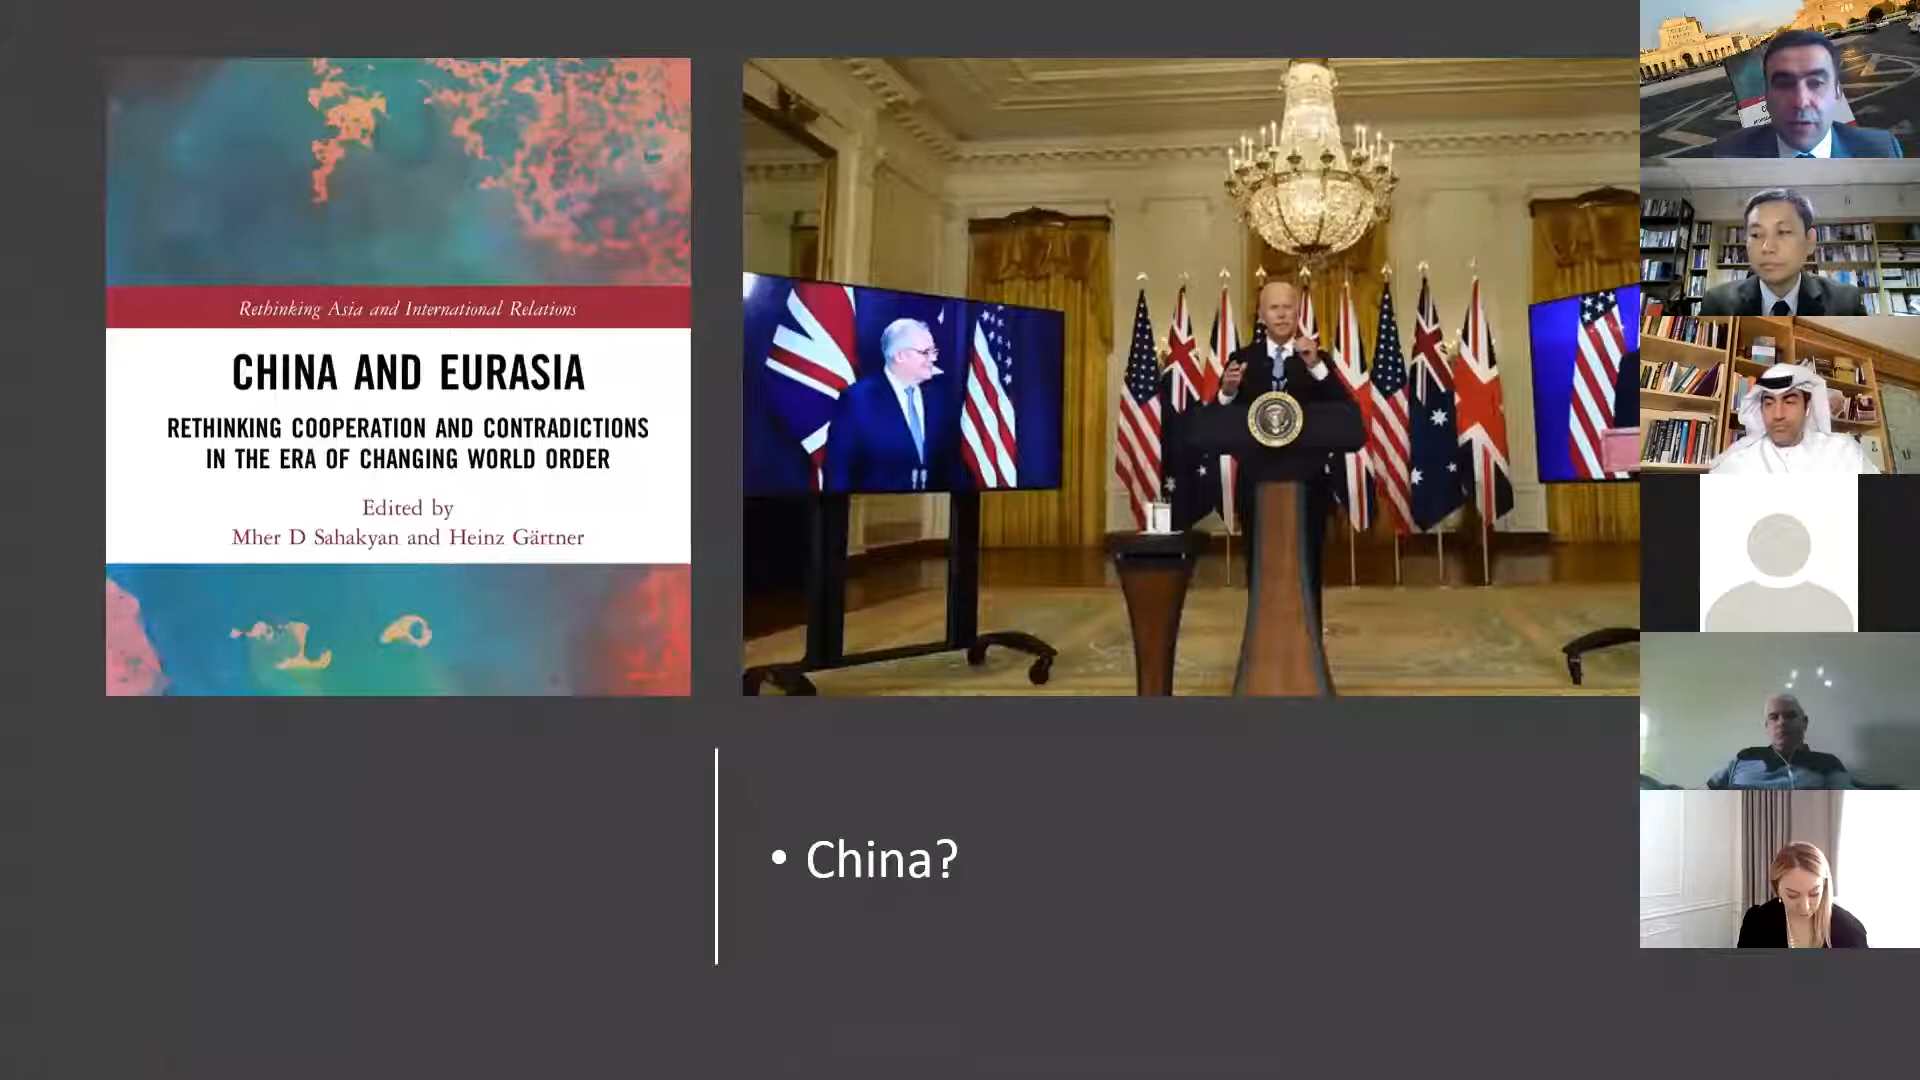 Rethinking Asia and International Relations
CHINA AND EURASIA
RETHINKING COOPERATION AND CONTRADICTIONS
IN THE ERA OF CHANGING WORLD ORDER
Edited by
Mher D Sahakyan and Heinz Gärtner
• China?